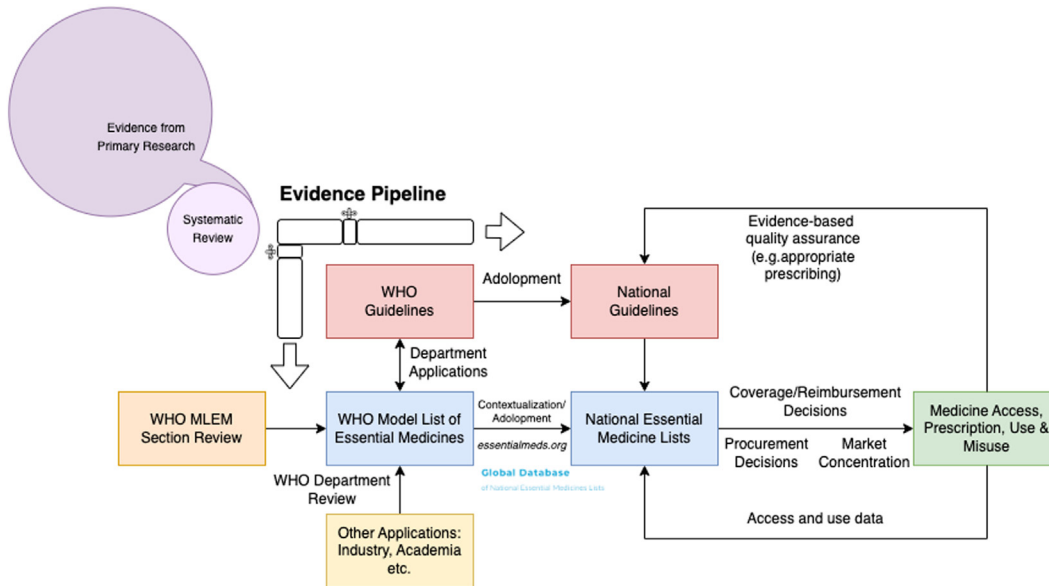 Evidence from
Primary Research
Systematic
Review
Evidence Pipeline
Evidence-based
quality assurance
(e.g.appropriate
prescribing)
WHO
Guidelines
Adolopment
National
Guidelines
Department
Applications
WHO MLEM
Section Review
WHO Model List of
Essential Medicines
Contextualization/
Adolopment
essentialmeds.org
Global Database
of National Essential Medicines Lists
National Essential
Medicine Lists
Coverage/Reimbursement
Decisions
Procurement
Decisions
Market
Concentration
Medicine Access,
Prescription, Use &
Misuse
WHO Department
Review
Other Applications:
Industry, Academia
etc.
Access and use data